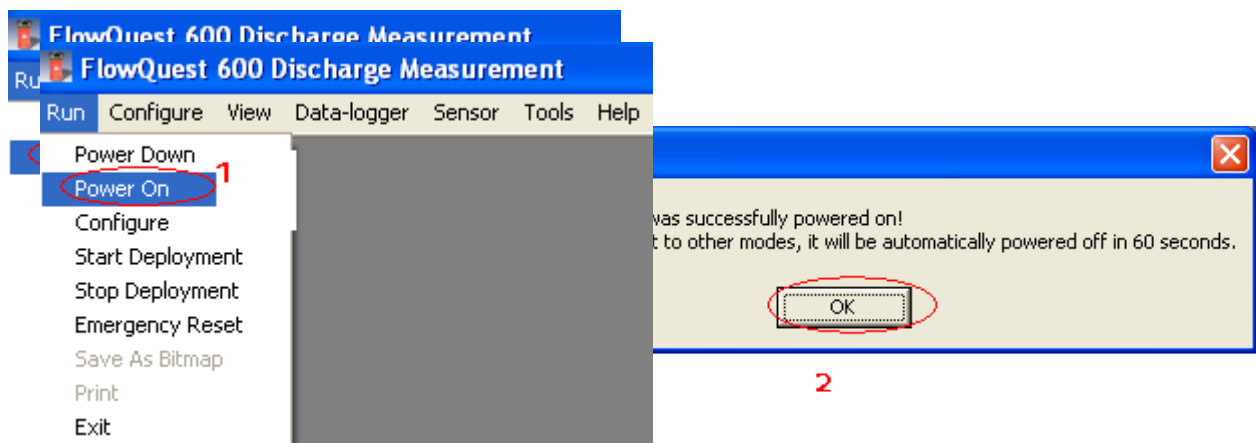 FlowQuest 600 Discharge Measurement
Ru
FlowQuest 600 Discharge Measurement
Run Configure View Data-logger Sensor Tools Help
Power Down
1
Power On
Configure
Start Deployment
Stop Deployment
Emergency Reset
Save As Bitmap
Print
Exit
was successfully powered on!
t to other modes, it will be automatically powered off in 60 seconds.
OK
2